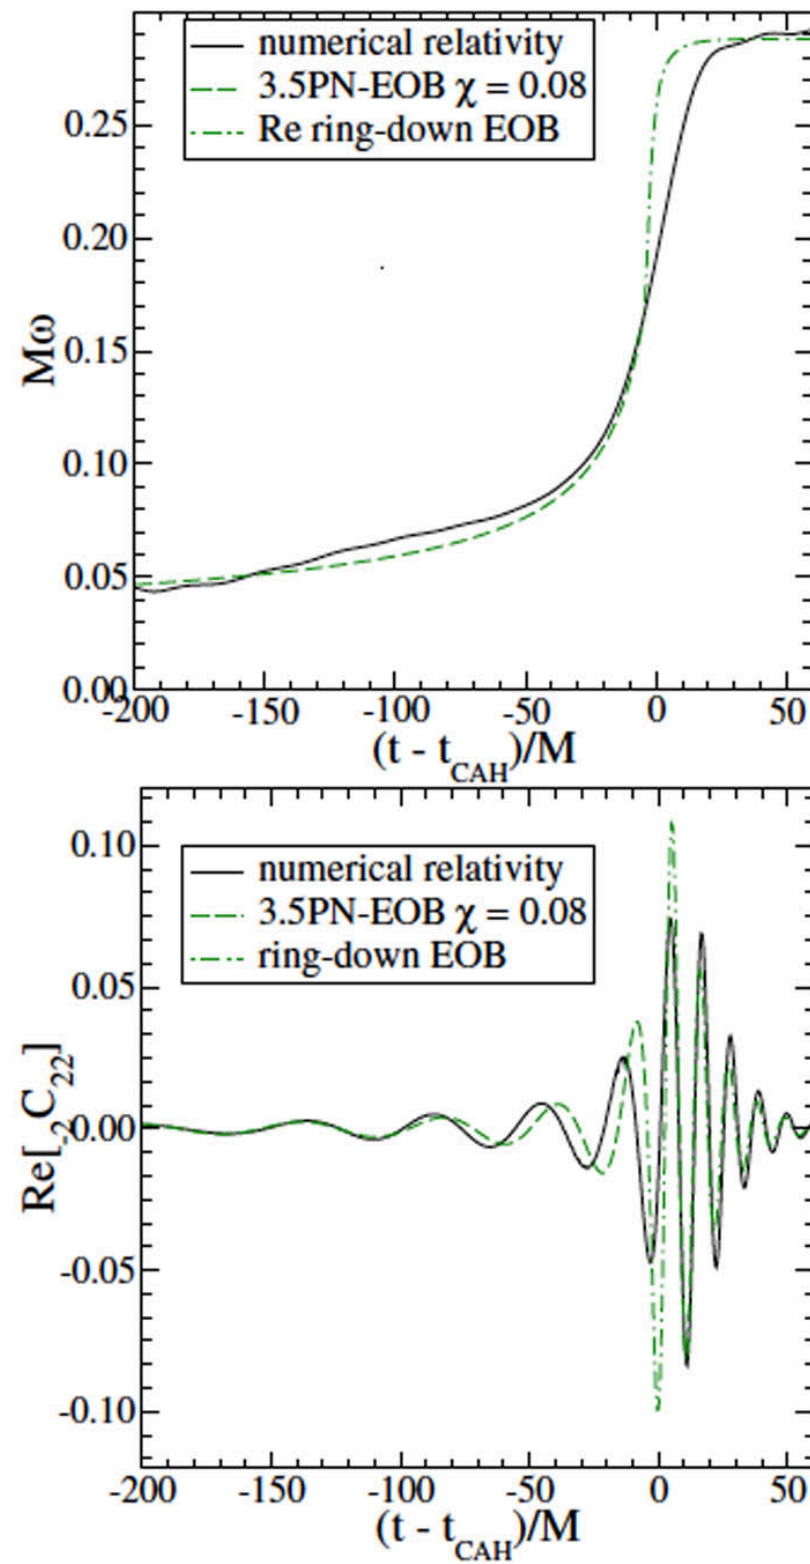 numerical relativity
3.5PN-EOB χ = 0.08
Re ring-down EOB
0.25
0.20
0.15
0.10
0.05
0.00
Mω
-200 -150 -100 -50 0 50
(t - t_CAH)/M
numerical relativity
3.5PN-EOB χ = 0.08
ring-down EOB
0.10
0.05
0.00
-0.05
-0.10
Re[_-2C_22]
-200 -150 -100 -50 0 50
(t - t_CAH)/M